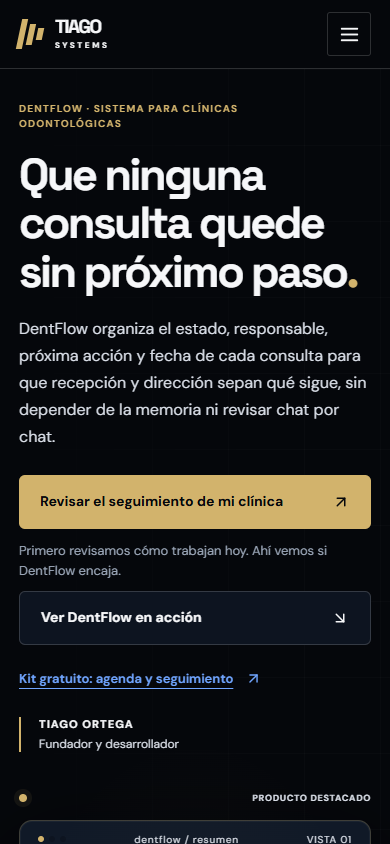 TIAGO
SYSTEMS
DENTFLOW · SISTEMA PARA CLÍNICAS
ODONTOLÓGICAS
Que ninguna
consulta quede
sin próximo paso.
DentFlow organiza el estado, responsable,
próxima acción y fecha de cada consulta para
que recepción y dirección sepan qué sigue, sin
depender de la memoria ni revisar chat por
chat.
Revisar el seguimiento de mi clínica
Primero revisamos cómo trabajan hoy. Ahí vemos si
DentFlow encaja.
Ver DentFlow en acción
Kit gratuito: agenda y seguimiento
TIAGO ORTEGA
Fundador y desarrollador
PRODUCTO DESTACADO
dentflow / resumen VISTA 01